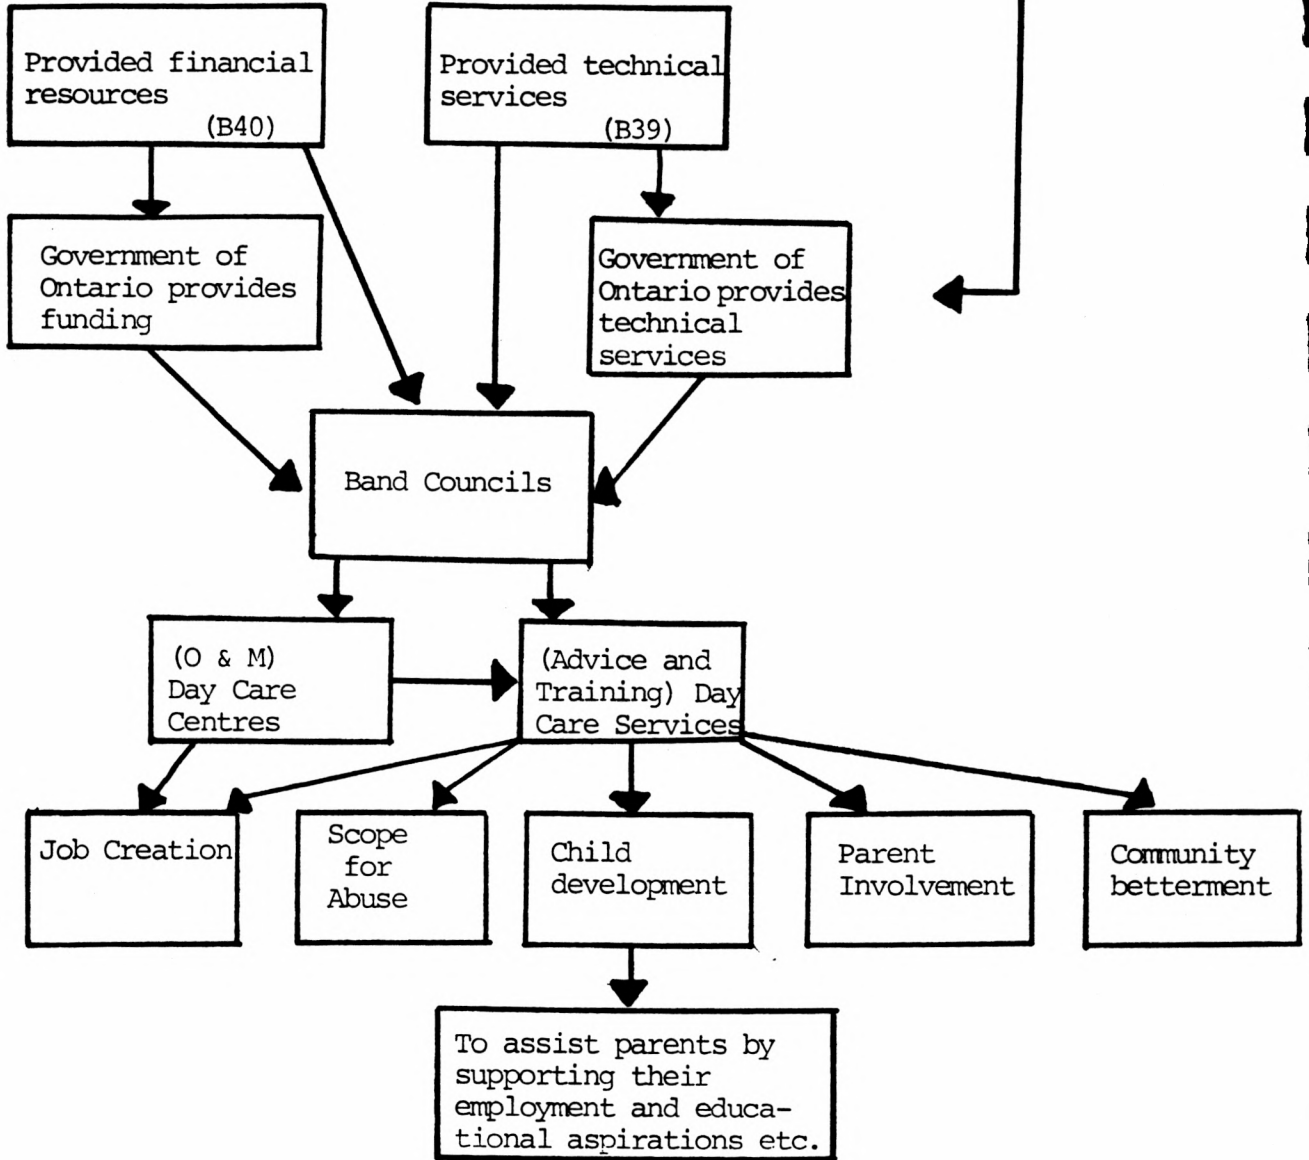 Provided financial
resources
(B40)
Provided technical
services
(B39)
Government of
Ontario provides
funding
Government of
Ontario provides
technical
services
Band Councils
(O & M)
Day Care
Centres
(Advice and
Training) Day
Care Services
Job Creation
Scope
for
Abuse
Child
development
Parent
Involvement
Community
betterment
To assist parents by
supporting their
employment and educa-
tional aspirations etc.